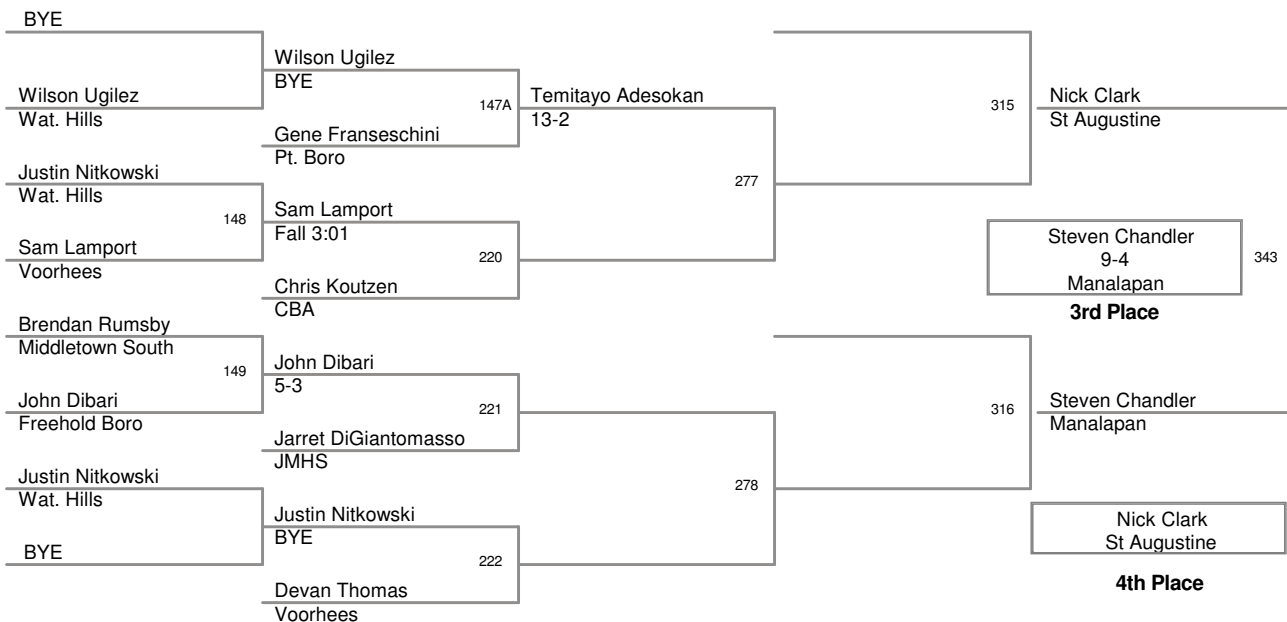 BYE
Wilson Ugilez
BYE
Wilson Ugilez
Wat. Hills
147A
Temitayo Adesokan
13-2
315
Nick Clark
St Augustine
Gene Franseschini
Pt. Boro
Justin Nitkowski
Wat. Hills
277
148
Sam Lamport
Fall 3:01
Sam Lamport
Voorhees
220
Steven Chandler
9-4
Manalapan
343
Chris Koutzen
CBA
3rd Place
Brendan Rumsby
Middletown South
149
John Dibari
5-3
John Dibari
Freehold Boro
221
316
Steven Chandler
Manalapan
Jarret DiGiantomasso
JMHS
Justin Nitkowski
Wat. Hills
278
Justin Nitkowski
BYE
Nick Clark
St Augustine
BYE
222
4th Place
Devan Thomas
Voorhees